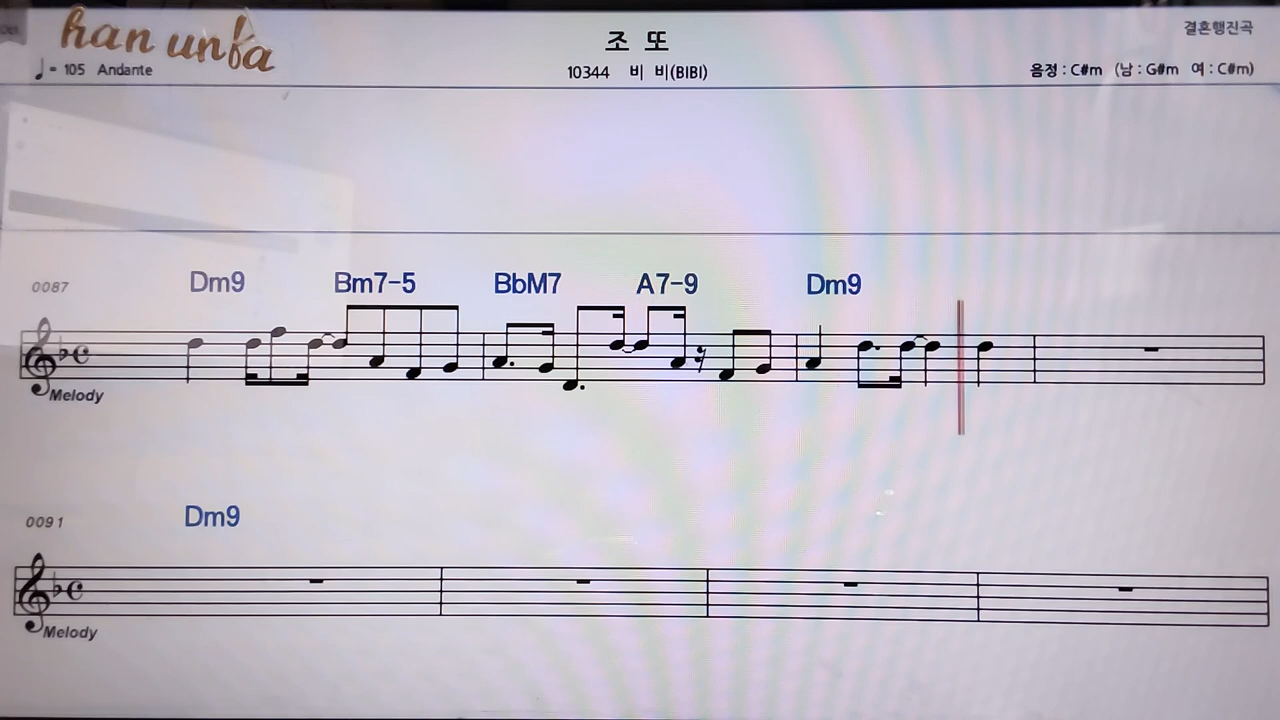 han unba
조 또
결혼행진곡
♩= 105 Andante
10344 비 비(BIBI)
음정 : C#m (남 : G#m 여 : C#m)
0087 Dm9 Bm7-5 BbM7 A7-9 Dm9
Melody
0091 Dm9
Melody